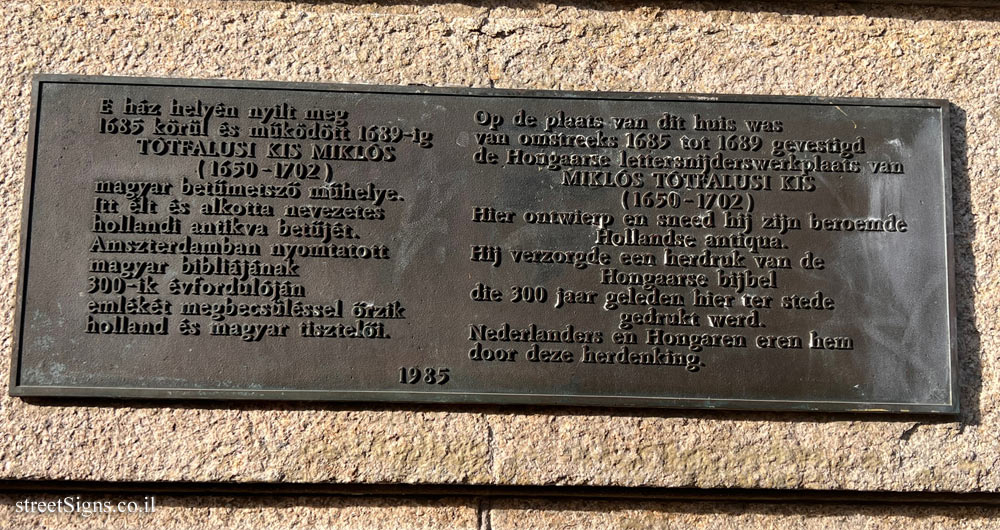 E ház helyén nyílt meg
1685 körül és működött 1689-ig
TÓTFALUSI KIS MIKLÓS
(1650-1702)
magyar betűmetsző műhelye.
Itt élt és alkotta nevezetes
hollandi antikva betűjét.
Amszterdamban nyomtatott
magyar bibliájának
300-ik évfordulóján
emlékét megbecsüléssel őrzik
holland és magyar tisztelői.
Op de plaats van dit huis was
van omstreeks 1685 tot 1689 gevestigd
de Hongaarse lettersnijderswerkplaats van
MIKLÓS TÓTFALUSI KIS
(1650-1702)
Hier ontwierp en sneed hij zijn beroemde
Hollandse antiqua.
Hij verzorgde een herdruk van de
Hongaarse bijbel
die 300 jaar geleden hier ter stede
gedrukt werd.
Nederlanders en Hongaren eren hem
door deze herdenking.
1985
streetSigns.co.il